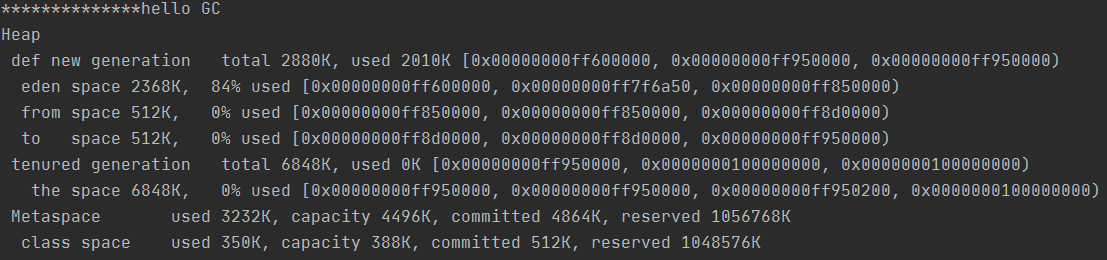 **************hello GC
Heap
 def new generation   total 2880K, used 2010K [0x00000000ff600000, 0x00000000ff950000, 0x00000000ff950000)
  eden space 2368K,  84% used [0x00000000ff600000, 0x00000000ff7f6a50, 0x00000000ff850000)
  from space 512K,   0% used [0x00000000ff850000, 0x00000000ff850000, 0x00000000ff8d0000)
  to   space 512K,   0% used [0x00000000ff8d0000, 0x00000000ff8d0000, 0x00000000ff950000)
 tenured generation   total 6848K, used 0K [0x00000000ff950000, 0x0000000100000000, 0x0000000100000000)
   the space 6848K,   0% used [0x00000000ff950000, 0x00000000ff950000, 0x00000000ff950200, 0x0000000100000000)
 Metaspace       used 3232K, capacity 4496K, committed 4864K, reserved 1056768K
  class space    used 350K, capacity 388K, committed 512K, reserved 1048576K